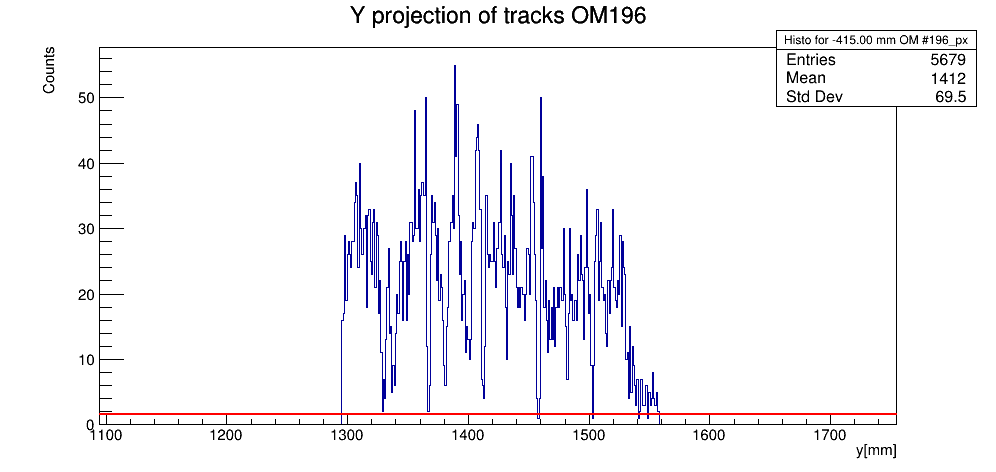 Y projection of tracks OM196
Histo for -415.00 mm OM #196_px
Entries 5679
Mean 1412
Std Dev 69.5
Counts
50
40
30
20
10
0
1100 1200 1300 1400 1500 1600 1700
y[mm]